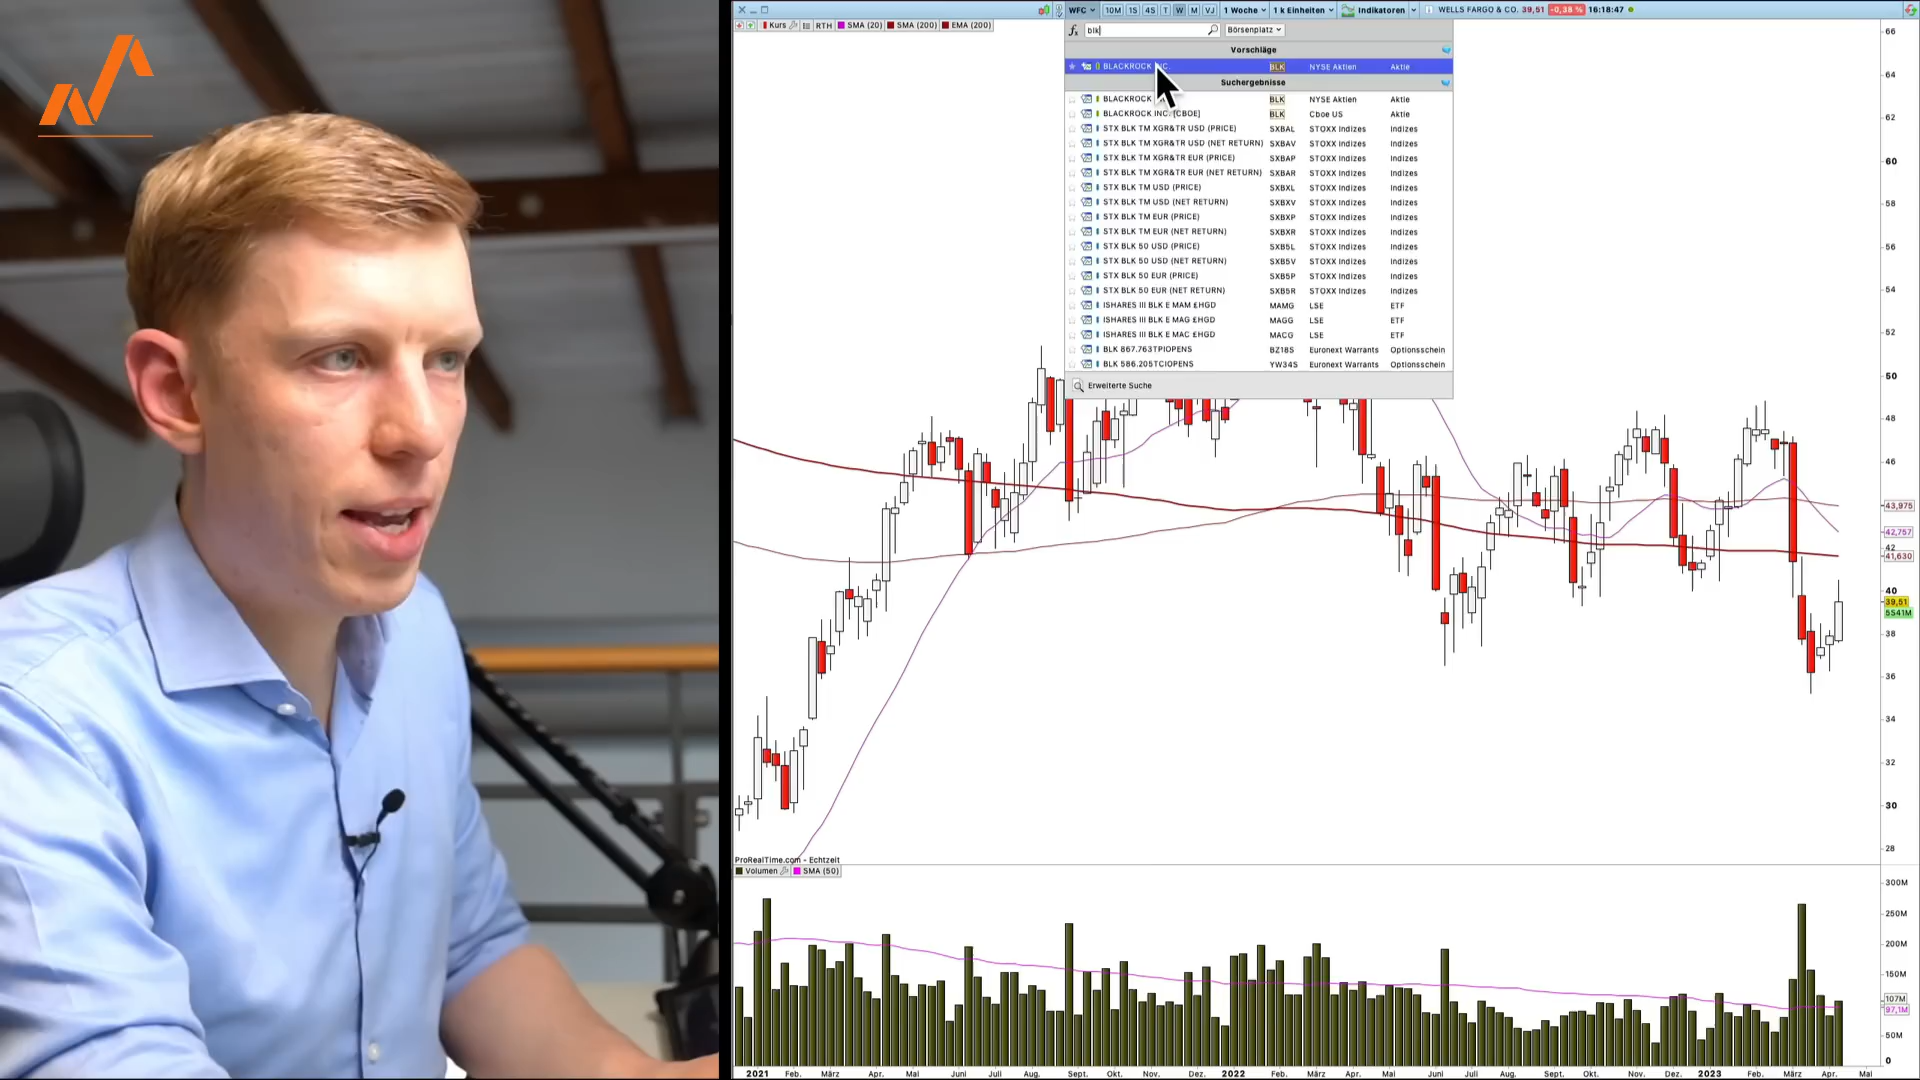 WFC 10M 1S 4S T W M VJ 1 Woche 1 k Einheiten Indikatoren WELLS FARGO & CO. 39,51 -0,38 % 16:18:47
Kurs RTH SMA (20) SMA (200) EMA (200)
blk Börsenplatz
Vorschläge
BLACKROCK INC. BLK NYSE Aktien Aktie
Suchergebnisse
BLACKROCK BLK NYSE Aktien Aktie
BLACKROCK INC. [CBOE] BLK Cboe US Aktie
STX BLK TM XGR&TR USD (PRICE) SXBAL STOXX Indizes Indizes
STX BLK TM XGR&TR USD (NET RETURN) SXBAV STOXX Indizes Indizes
STX BLK TM XGR&TR EUR (PRICE) SXBAP STOXX Indizes Indizes
STX BLK TM XGR&TR EUR (NET RETURN) SXBAR STOXX Indizes Indizes
STX BLK TM USD (PRICE) SXBXL STOXX Indizes Indizes
STX BLK TM USD (NET RETURN) SXBXV STOXX Indizes Indizes
STX BLK TM EUR (PRICE) SXBXP STOXX Indizes Indizes
STX BLK TM EUR (NET RETURN) SXBXR STOXX Indizes Indizes
STX BLK 50 USD (PRICE) SXB5L STOXX Indizes Indizes
STX BLK 50 USD (NET RETURN) SXB5V STOXX Indizes Indizes
STX BLK 50 EUR (PRICE) SXB5P STOXX Indizes Indizes
STX BLK 50 EUR (NET RETURN) SXB5R STOXX Indizes Indizes
ISHARES III BLK E MAM £HGD MAMG LSE ETF
ISHARES III BLK E MAG £HGD MAGG LSE ETF
ISHARES III BLK E MAC £HGD MACG LSE ETF
BLK 867.763TPIOPENS BZ18S Euronext Warrants Optionsschein
BLK 586.205TCIOPENS YW34S Euronext Warrants Optionsschein
Erweiterte Suche
66
64
62
60
58
56
54
52
50
48
46
43,975
42,757
42
41,630
40
39,51
5S41M
38
36
34
32
30
28
ProRealTime.com - Echtzeit
Volumen SMA (50)
300M
250M
200M
150M
107M
97,1M
50M
0
2021 Feb. März Apr. Mai Juni Juli Aug. Sept. Okt. Nov. Dez. 2022 Feb. März Apr. Mai Juni Juli Aug. Sept. Okt. Nov. Dez. 2023 Feb. März Apr. Mai